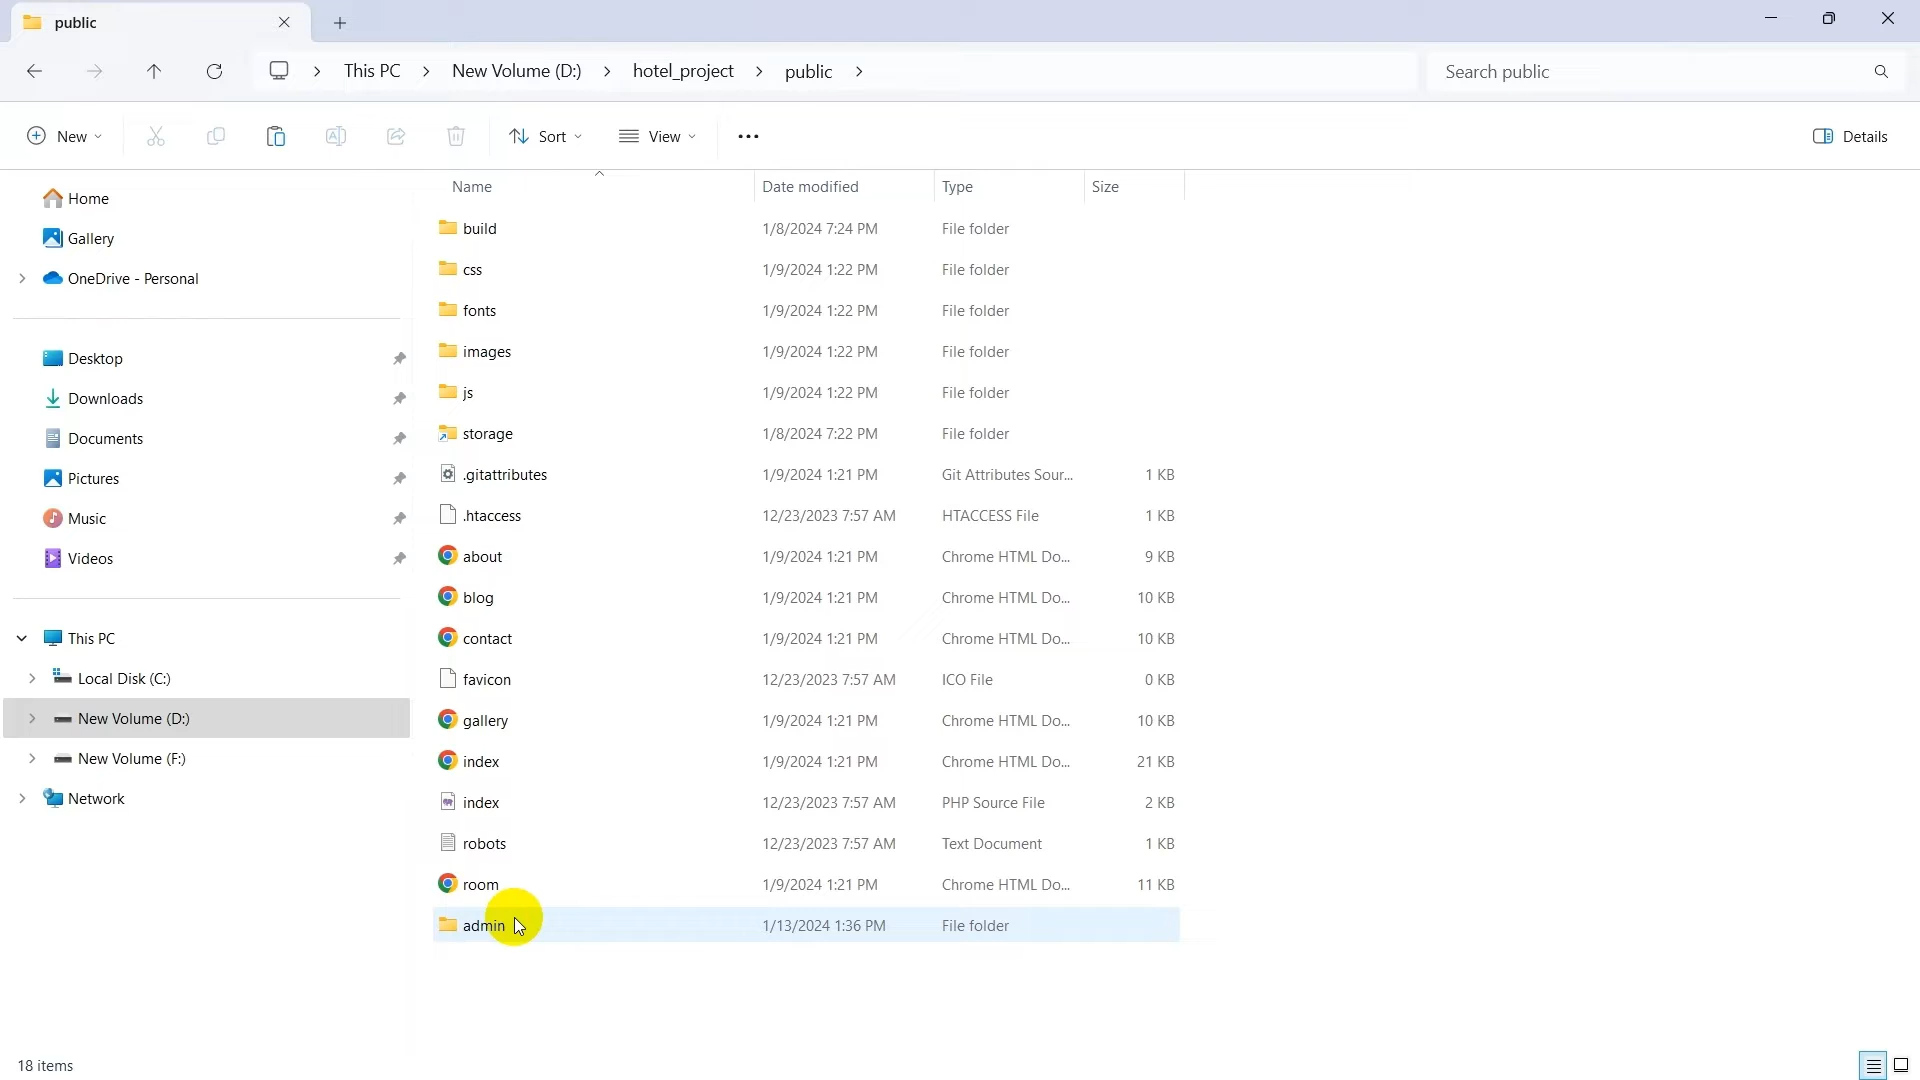 public
This PC > New Volume (D:) > hotel_project > public >
Search public
New
Sort
View
Details
Name Date modified Type Size
Home
Gallery
OneDrive - Personal
Desktop
Downloads
Documents
Pictures
Music
Videos
This PC
Local Disk (C:)
New Volume (D:)
New Volume (F:)
Network
build 1/8/2024 7:24 PM File folder
css 1/9/2024 1:22 PM File folder
fonts 1/9/2024 1:22 PM File folder
images 1/9/2024 1:22 PM File folder
js 1/9/2024 1:22 PM File folder
storage 1/8/2024 7:22 PM File folder
.gitattributes 1/9/2024 1:21 PM Git Attributes Sour... 1 KB
.htaccess 12/23/2023 7:57 AM HTACCESS File 1 KB
about 1/9/2024 1:21 PM Chrome HTML Do... 9 KB
blog 1/9/2024 1:21 PM Chrome HTML Do... 10 KB
contact 1/9/2024 1:21 PM Chrome HTML Do... 10 KB
favicon 12/23/2023 7:57 AM ICO File 0 KB
gallery 1/9/2024 1:21 PM Chrome HTML Do... 10 KB
index 1/9/2024 1:21 PM Chrome HTML Do... 21 KB
index 12/23/2023 7:57 AM PHP Source File 2 KB
robots 12/23/2023 7:57 AM Text Document 1 KB
room 1/9/2024 1:21 PM Chrome HTML Do... 11 KB
admin 1/13/2024 1:36 PM File folder
18 items